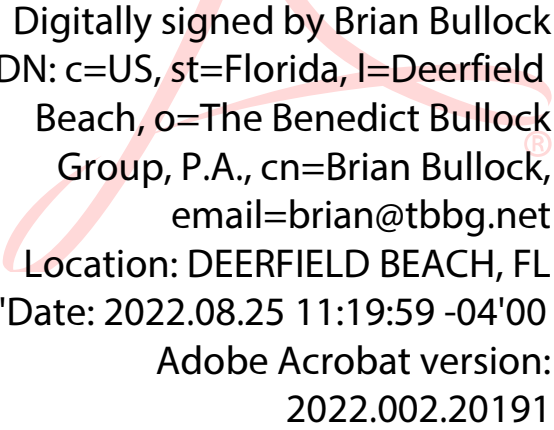 Digitally signed by Brian Bullock
DN: c=US, st=Florida, l=Deerfield
Beach, o=The Benedict Bullock
Group, P.A., cn=Brian Bullock,
email=brian@tbbg.net
Location: DEERFIELD BEACH, FL
'Date: 2022.08.25 11:19:59 -04'00
Adobe Acrobat version:
2022.002.20191
®